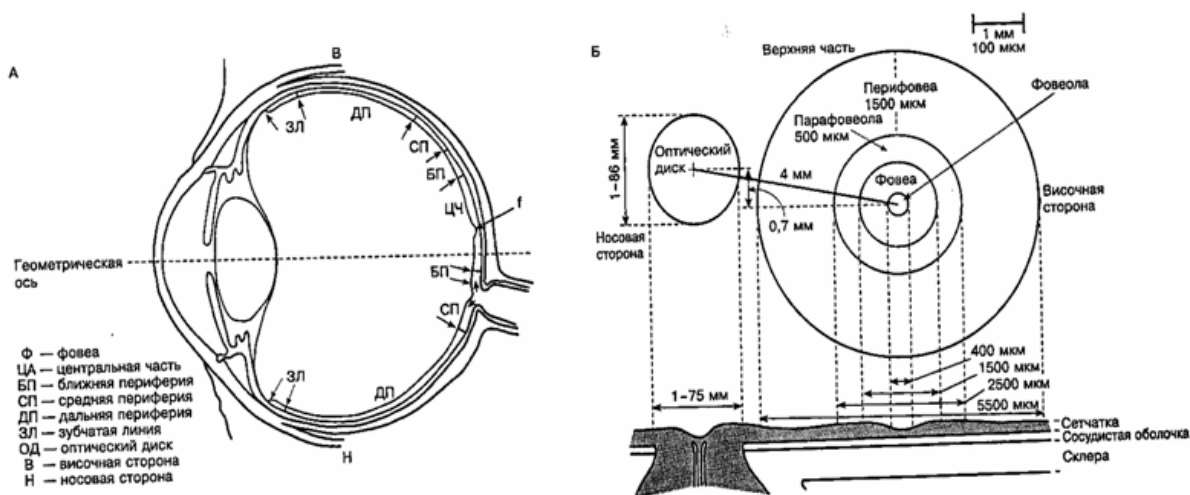 А
В
ЗЛ
ДП
СП
БП
ЦЧ
f
Геометрическая
ось
БП
СП
ЗЛ
ДП
Н
Ф — фовеа
ЦА — центральная часть
БП — ближняя периферия
СП — средняя периферия
ДП — дальняя периферия
ЗЛ — зубчатая линия
ОД — оптический диск
В — височная сторона
Н — носовая сторона
Б
1 мм
100 мкм
Верхняя часть
Перифовеа
1500 мкм
Фовеола
Парафовеола
500 мкм
Оптический
диск
1–86 мм
4 мм
Фовеа
0,7 мм
Височная
сторона
Носовая
сторона
400 мкм
1500 мкм
2500 мкм
5500 мкм
1–75 мм
Сетчатка
Сосудистая оболочка
Склера